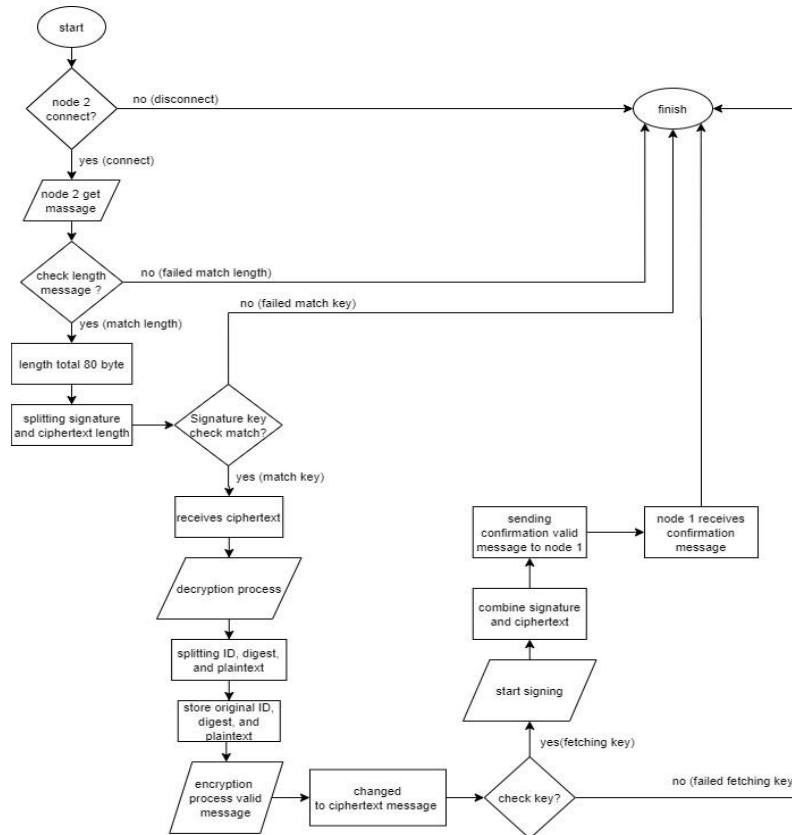 start
node 2
connect?
no (disconnect)
finish
yes (connect)
node 2 get
massage
check length
message ?
no (failed match length)
yes (match length)
no (failed match key)
length total 80 byte
splitting signature
and ciphertext length
Signature key
check match?
yes (match key)
receives ciphertext
decryption process
splitting ID, digest,
and plaintext
store original ID,
digest, and
plaintext
encryption
process valid
message
changed
to ciphertext message
check key?
no (failed fetching key)
yes(fetching key)
start signing
combine signature
and ciphertext
sending
confirmation valid
message to node 1
node 1 receives
confirmation
message